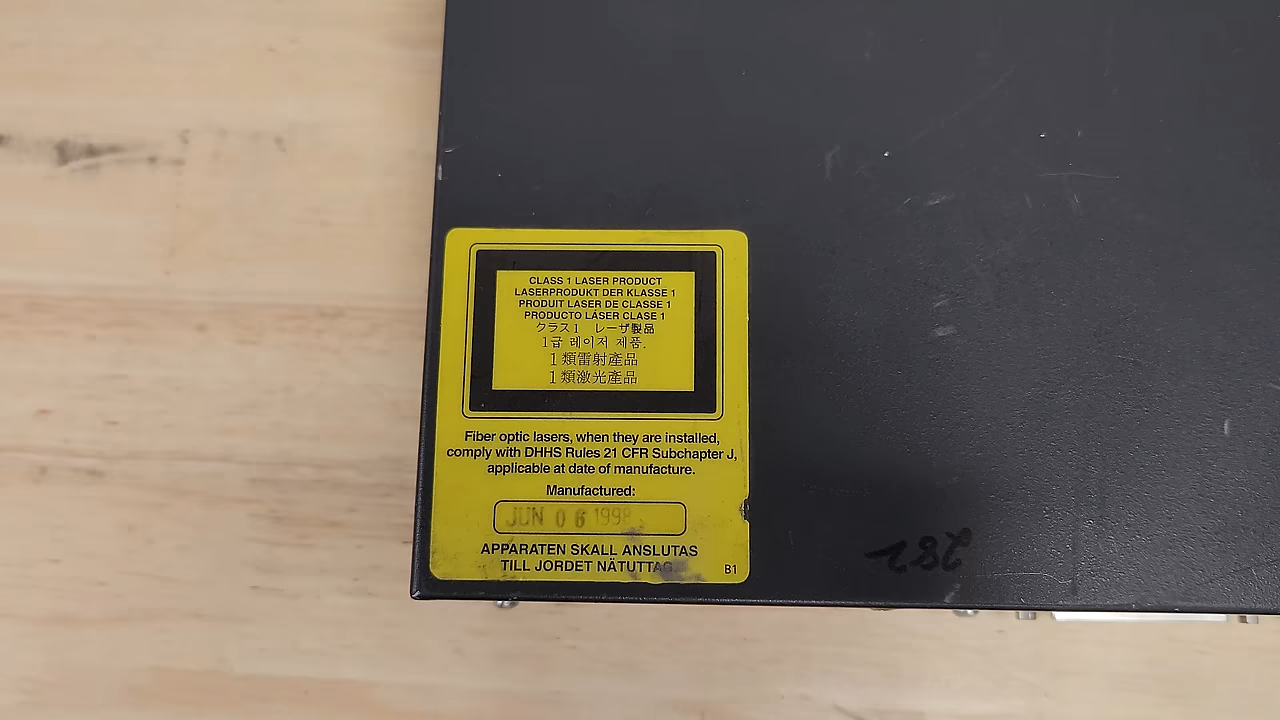 CLASS 1 LASER PRODUCT
LASERPRODUKT DER KLASSE 1
PRODUIT LASER DE CLASSE 1
PRODUCTO LÁSER CLASE 1
クラス1 レーザ製品
1급 레이저 제품.
1類雷射產品
1類激光產品
Fiber optic lasers, when they are installed,
comply with DHHS Rules 21 CFR Subchapter J,
applicable at date of manufacture.
Manufactured:
JUN 06 1998
APPARATEN SKALL ANSLUTAS
TILL JORDET NÄTUTTAG
B1